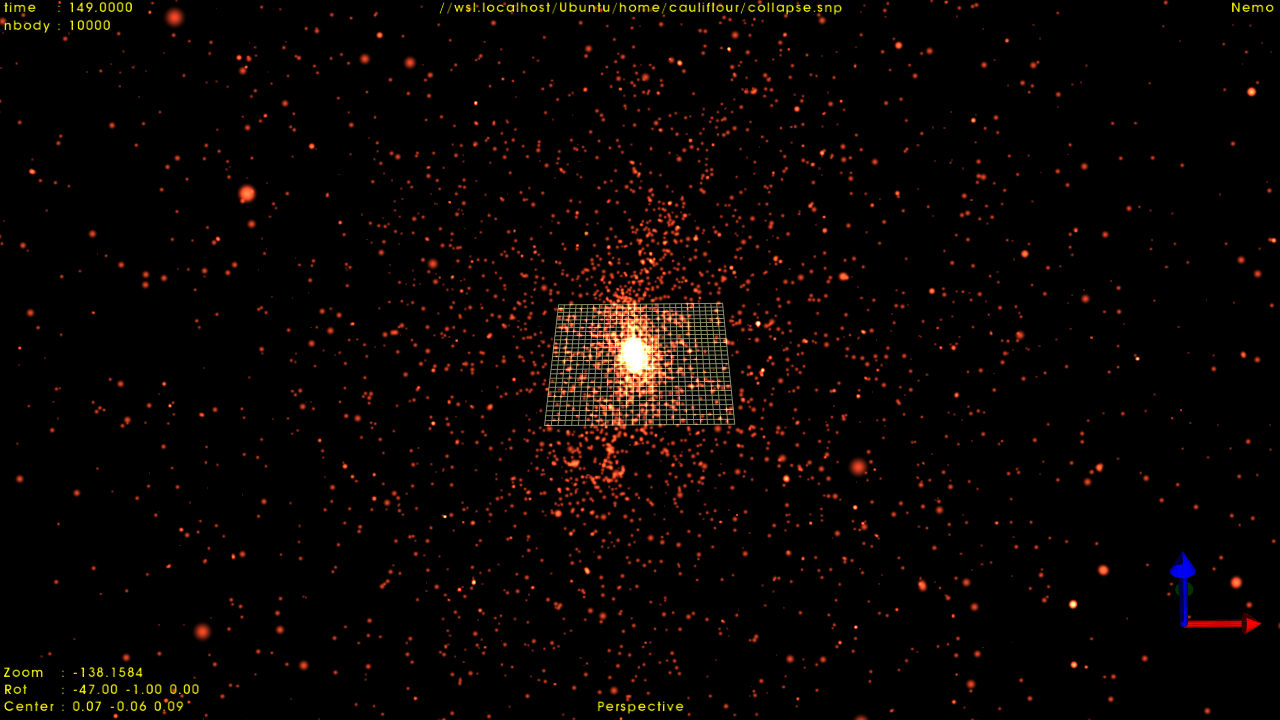 time : 149.0000
//wsl.localhost/Ubuntu/home/cauliflour/collapse.snp
Nemo
nbody : 10000
Zoom : -138.1584
Rot : -47.00 -1.00 0.00
Center : 0.07 -0.06 0.09
Perspective